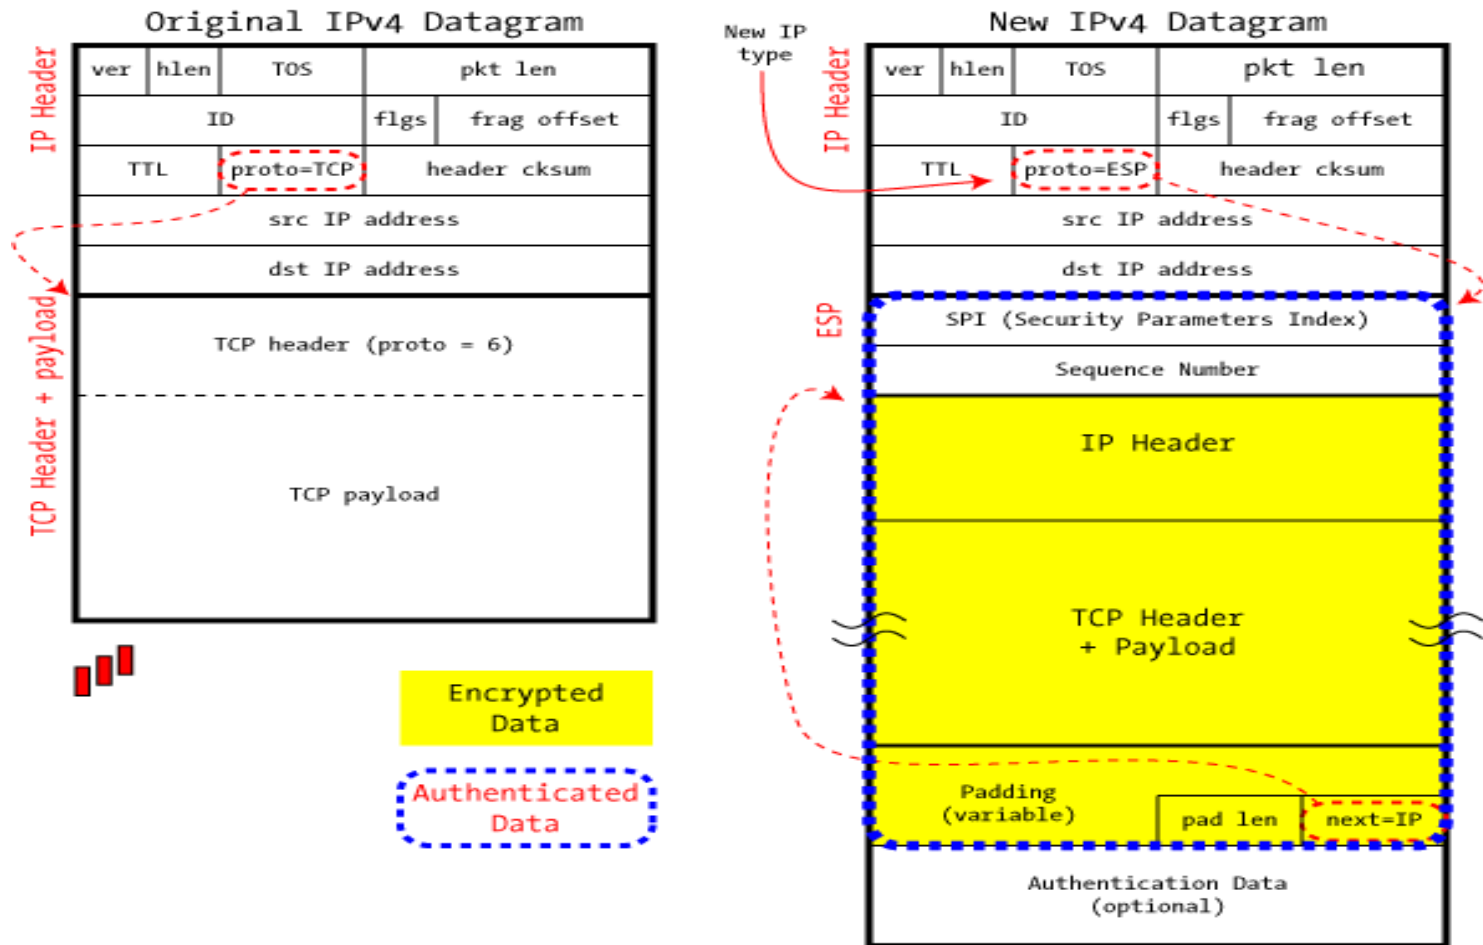 Original IPv4 Datagram
IP Header
ver hlen TOS pkt len
ID flgs frag offset
TTL proto=TCP header cksum
src IP address
dst IP address
TCP Header + payload
TCP header (proto = 6)
TCP payload
Encrypted
Data
Authenticated
Data
New IPv4 Datagram
New IP
type
IP Header
ver hlen TOS pkt len
ID flgs frag offset
TTL proto=ESP header cksum
src IP address
dst IP address
ESP
SPI (Security Parameters Index)
Sequence Number
IP Header
TCP Header
+ Payload
Padding
(variable)
pad len next=IP
Authentication Data
(optional)